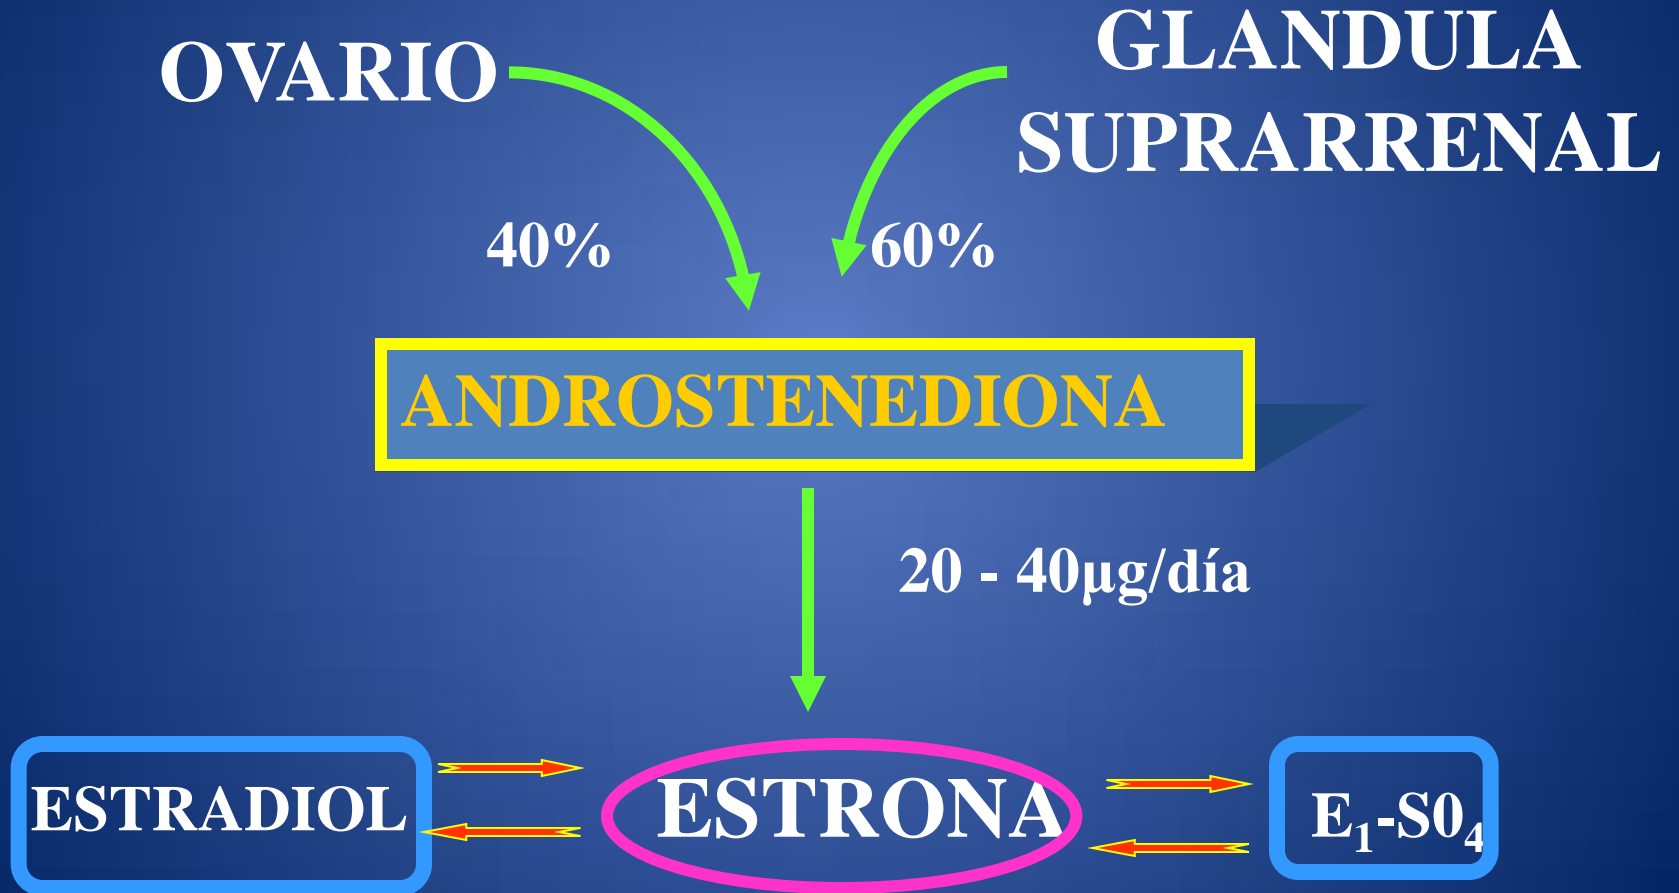 OVARIO
GLANDULA
SUPRARRENAL
40%
60%
ANDROSTENEDIONA
20 - 40µg/día
ESTRADIOL
ESTRONA
E₁-S0₄